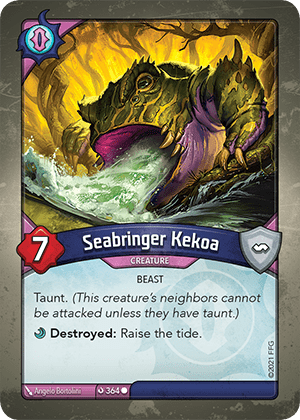 Seabringer Kekoa
7
CREATURE
BEAST
Taunt. (This creature's neighbors cannot
be attacked unless they have taunt.)
Destroyed: Raise the tide.
Angelo Bortolini
364
©2021 FFG